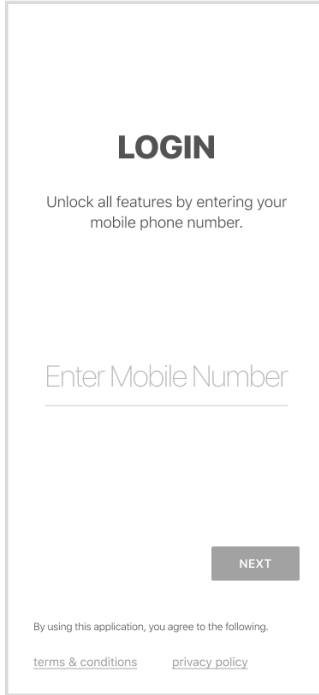 LOGIN
Unlock all features by entering your
mobile phone number.
Enter Mobile Number
NEXT
By using this application, you agree to the following.
terms & conditions privacy policy